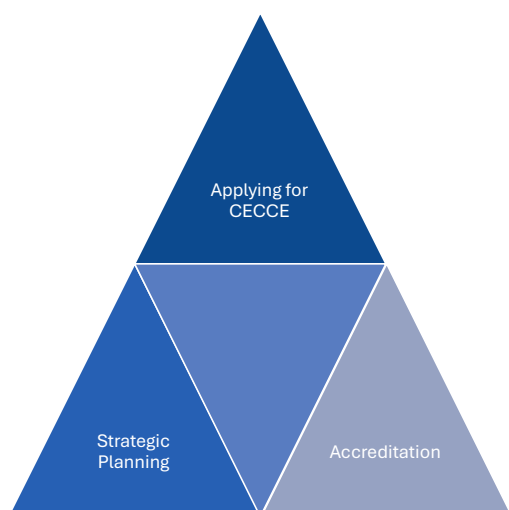 Applying for
CECCE
Strategic
Planning
Accreditation